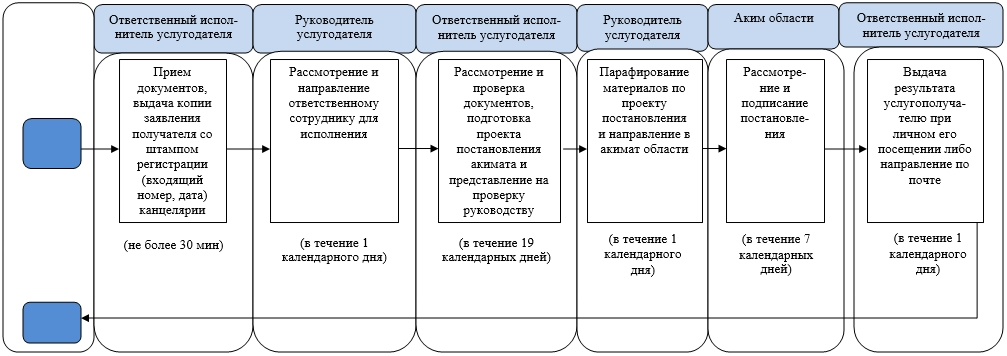 Ответственный испол-
нитель услугодателя
Руководитель
услугодателя
Ответственный испол-
нитель услугодателя
Руководитель
услугодателя
Аким области
Ответственный испол-
нитель услугодателя
Прием
документов,
выдача копии
заявления
получателя со
штампом
регистрации
(входящий
номер, дата)
канцелярии
Рассмотрение и
направление
ответственному
сотруднику для
исполнения
Рассмотрение и
проверка
документов,
подготовка
проекта
постановления
акимата и
представление на
проверку
руководству
Парафирование
материалов по
проекту
постановления
и направление в
акимат области
Рассмотре-
ние и
подписание
постановле-
ния
Выдача
результата
услугополуча-
телю при
личном его
посещении либо
направление по
почте
(не более 30 мин)
(в течение 1
календарного дня)
(в течение 19
календарных дней)
(в течение 1
календарного
дня)
(в течение 7
календарных
дней)
(в течение 1
календарного
дня)